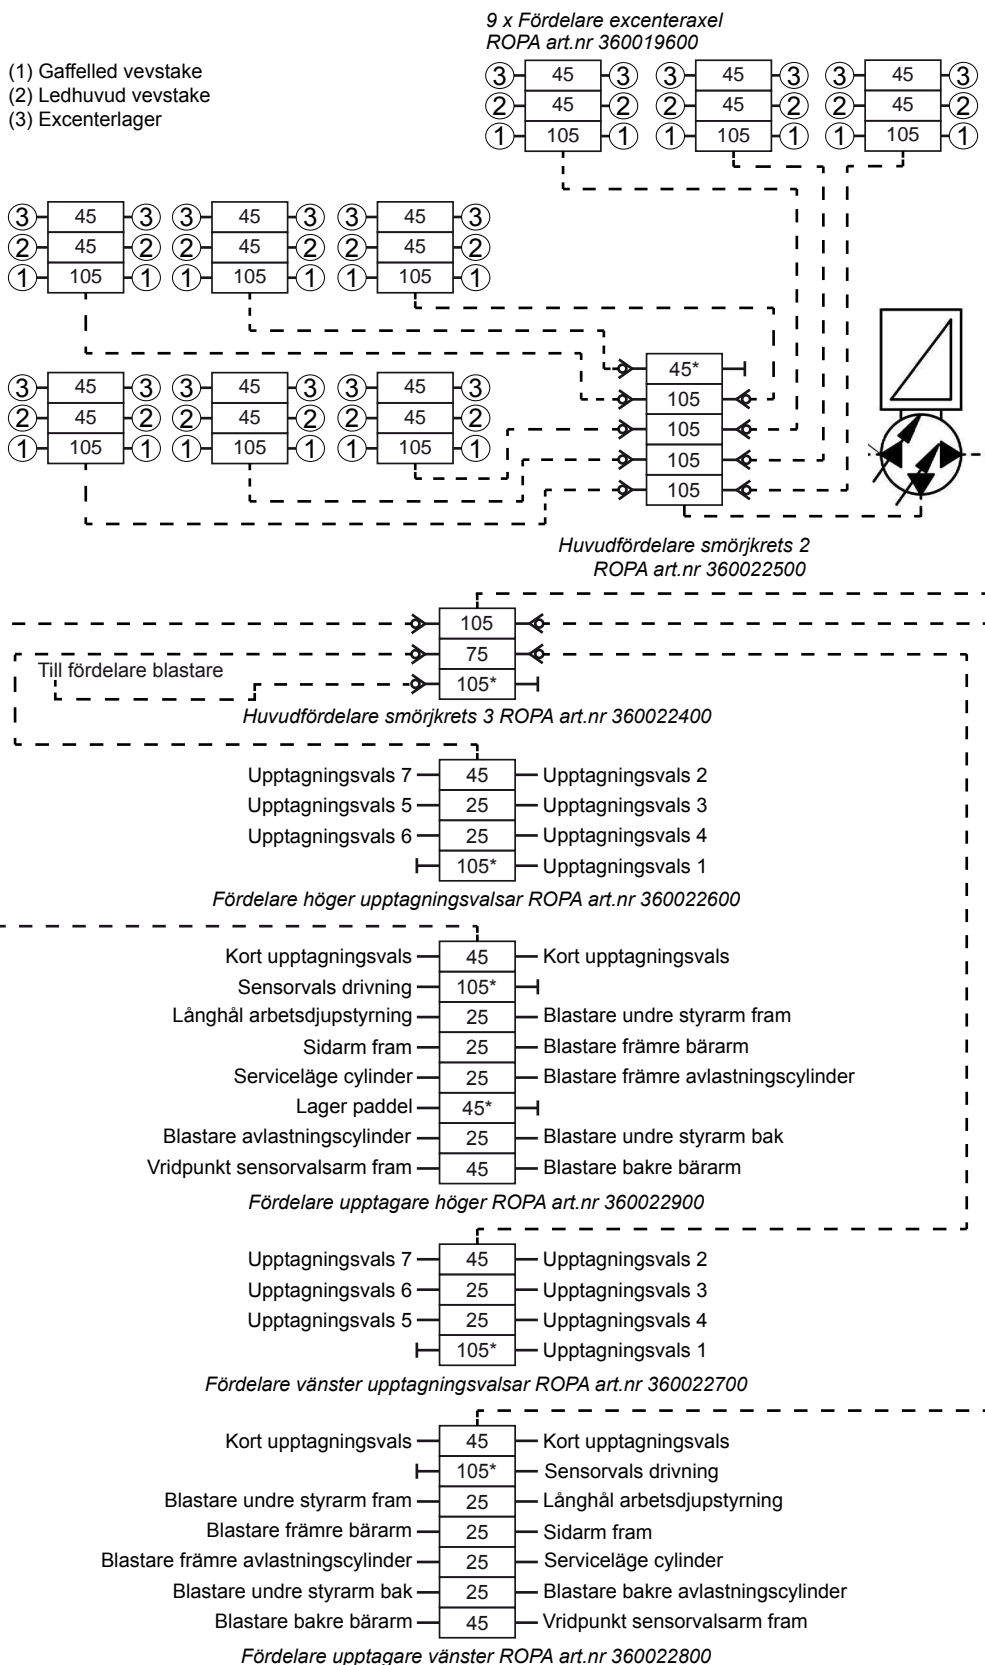 9 x Fördelare excenteraxel
ROPA art.nr 360019600
(1) Gaffelled vevstake
(2) Ledhuvud vevstake
(3) Excenterlager
3 45 3 3 45 3 3 45 3
2 45 2 2 45 2 2 45 2
1 105 1 1 105 1 1 105 1
3 45 3 3 45 3 3 45 3
2 45 2 2 45 2 2 45 2
1 105 1 1 105 1 1 105 1
45*
105
105
105
105
3 45 3 3 45 3 3 45 3
2 45 2 2 45 2 2 45 2
1 105 1 1 105 1 1 105 1
Huvudfördelare smörjkrets 2
ROPA art.nr 360022500
105
75
Till fördelare blastare
105*
Huvudfördelare smörjkrets 3 ROPA art.nr 360022400
Upptagningsvals 7 45 Upptagningsvals 2
Upptagningsvals 5 25 Upptagningsvals 3
Upptagningsvals 6 25 Upptagningsvals 4
105* Upptagningsvals 1
Fördelare höger upptagningsvalsar ROPA art.nr 360022600
Kort upptagningsvals 45 Kort upptagningsvals
Sensorvals drivning 105*
Långhål arbetsdjupstyrning 25 Blastare undre styrarm fram
Sidarm fram 25 Blastare främre bärarm
Serviceläge cylinder 25 Blastare främre avlastningscylinder
Lager paddel 45*
Blastare avlastningscylinder 25 Blastare undre styrarm bak
Vridpunkt sensorvalsarm fram 45 Blastare bakre bärarm
Fördelare upptagare höger ROPA art.nr 360022900
Upptagningsvals 7 45 Upptagningsvals 2
Upptagningsvals 6 25 Upptagningsvals 3
Upptagningsvals 5 25 Upptagningsvals 4
105* Upptagningsvals 1
Fördelare vänster upptagningsvalsar ROPA art.nr 360022700
Kort upptagningsvals 45 Kort upptagningsvals
105* Sensorvals drivning
Blastare undre styrarm fram 25 Långhål arbetsdjupstyrning
Blastare främre bärarm 25 Sidarm fram
Blastare främre avlastningscylinder 25 Serviceläge cylinder
Blastare undre styrarm bak 25 Blastare bakre avlastningscylinder
Blastare bakre bärarm 45 Vridpunkt sensorvalsarm fram
Fördelare upptagare vänster ROPA art.nr 360022800